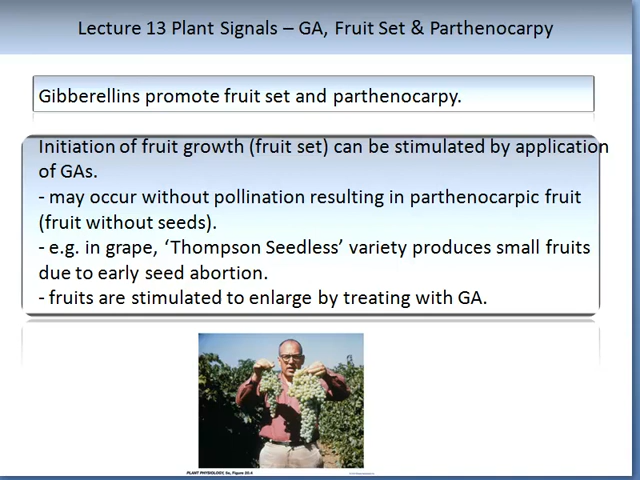 Lecture 13 Plant Signals – GA, Fruit Set & Parthenocarpy
Gibberellins promote fruit set and parthenocarpy.
Initiation of fruit growth (fruit set) can be stimulated by application
of GAs.
- may occur without pollination resulting in parthenocarpic fruit
(fruit without seeds).
- e.g. in grape, ‘Thompson Seedless’ variety produces small fruits
due to early seed abortion.
- fruits are stimulated to enlarge by treating with GA.
PLANT PHYSIOLOGY, 5e, Figure 20.4